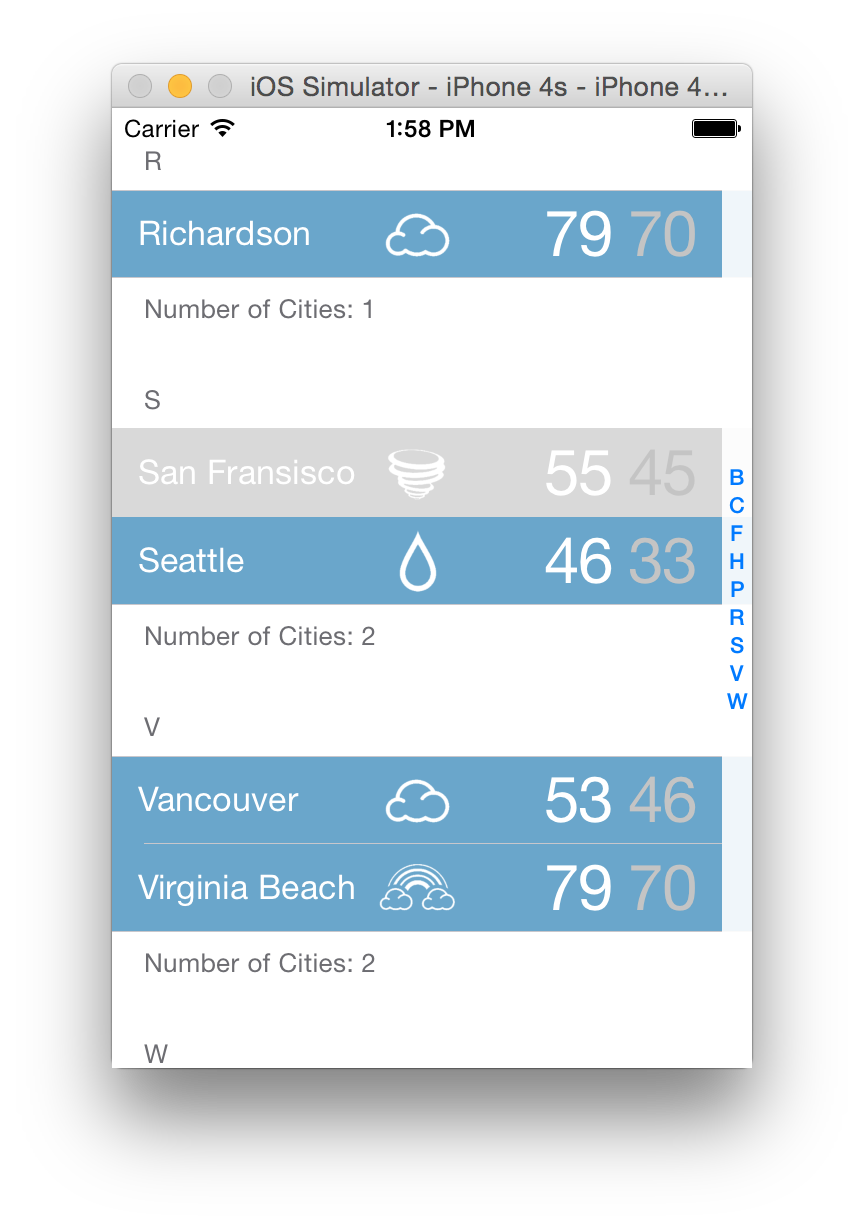 iOS Simulator - iPhone 4s - iPhone 4...
Carrier 1:58 PM
R
Richardson 79 70
Number of Cities: 1
S
San Fransisco 55 45
Seattle 46 33
Number of Cities: 2
V
Vancouver 53 46
Virginia Beach 79 70
Number of Cities: 2
W
B
C
F
H
P
R
S
V
W